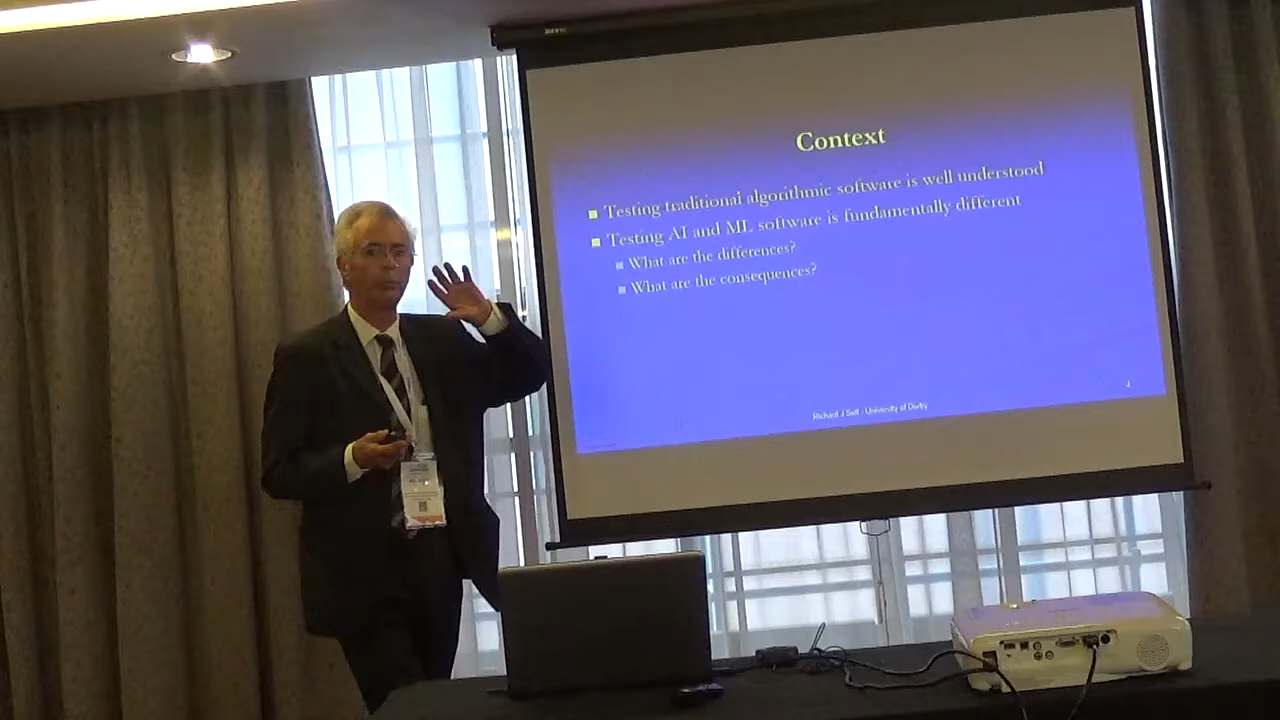 Context
Testing traditional algorithmic software is well understood
Testing AI and ML software is fundamentally different
What are the differences?
What are the consequences?
Richard J Self - University of Derby
4